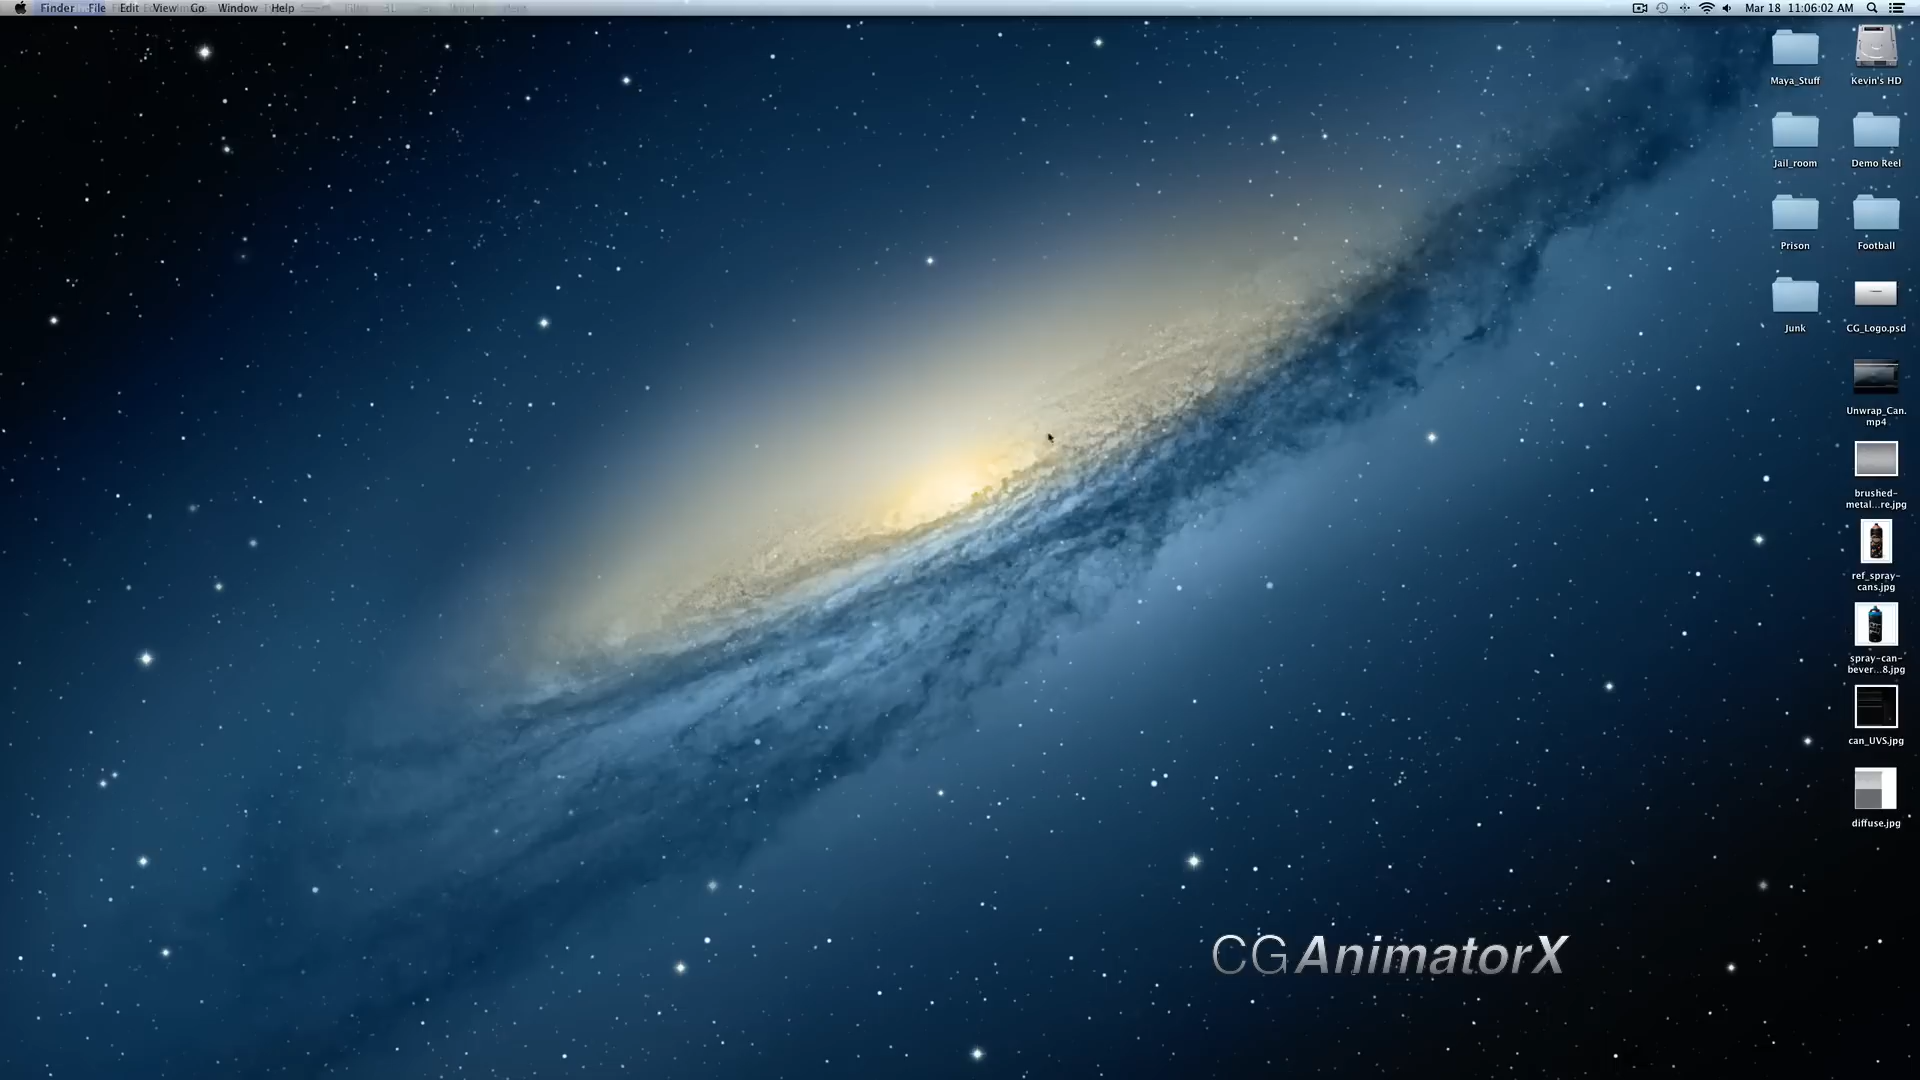 Finder File Edit View Go Window Help
Mar 18 11:06:02 AM
Maya_Stuff
Kevin's HD
Jail_room
Demo Reel
Prison
Football
Junk
CG_Logo.psd
Unwrap_Can.
mp4
brushed-
metal...re.jpg
ref_spray-
cans.jpg
spray-can-
bever...8.jpg
can_UVS.jpg
diffuse.jpg
CGAnimatorX